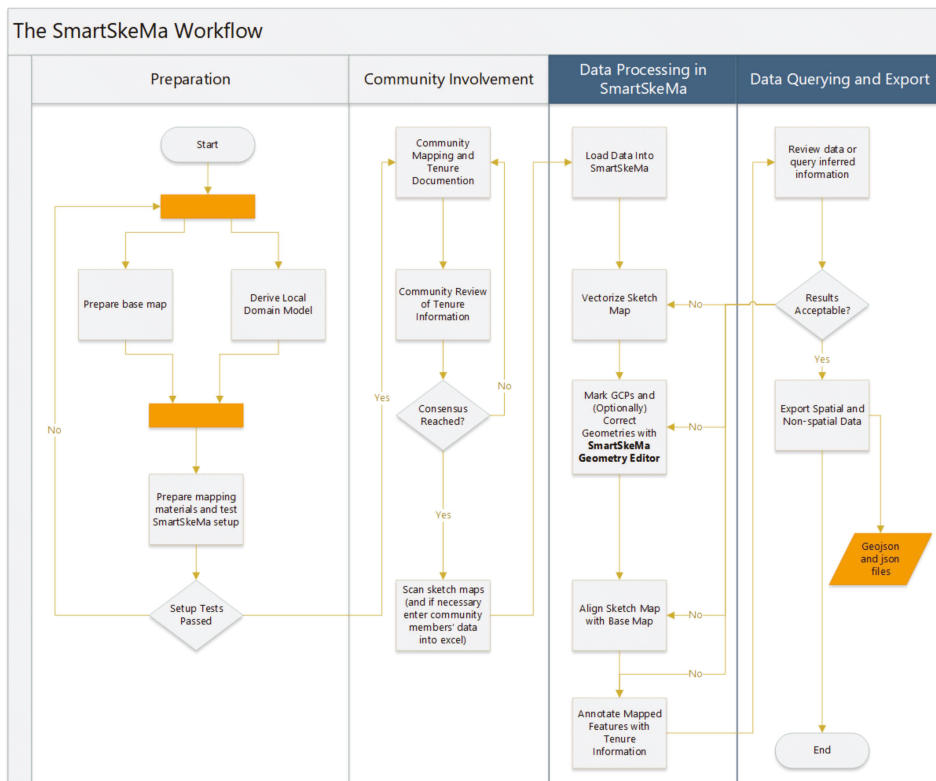 The SmartSkeMa Workflow
Preparation
Community Involvement
Data Processing in
SmartSkeMa
Data Querying and Export
Start
Prepare base map
Derive Local
Domain Model
No
Prepare mapping
materials and test
SmartSkeMa setup
Setup Tests
Passed
Yes
Community
Mapping and
Tenure
Documention
Community Review
of Tenure
Information
No
Consensus
Reached?
Yes
Scan sketch maps
(and if necessary
enter community
members' data
into excel)
Load Data Into
SmartSkeMa
Vectorize Sketch
Map
No
Mark GCPs and
(Optionally)
Correct
Geometries with
SmartSkeMa
Geometry Editor
No
Align Sketch Map
with Base Map
No
No
Annotate Mapped
Features with
Tenure
Information
Review data or
query inferred
information
Results
Acceptable?
Yes
Export Spatial and
Non-spatial Data
Geojson
and json
files
End